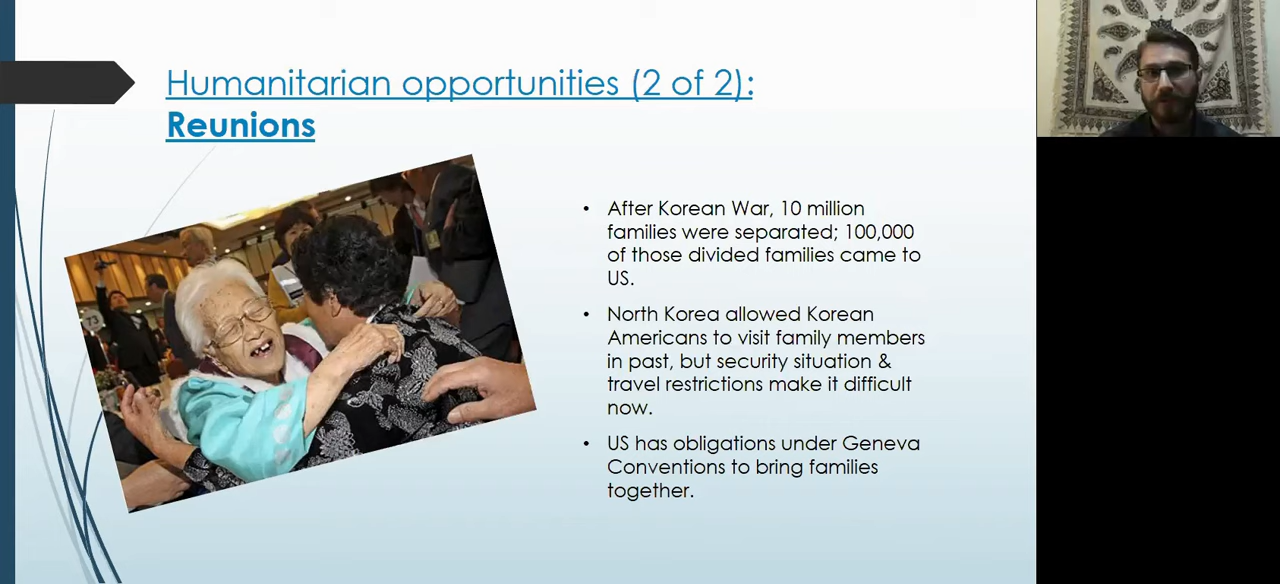 Humanitarian opportunities (2 of 2):
Reunions
• After Korean War, 10 million
families were separated; 100,000
of those divided families came to
US.
• North Korea allowed Korean
Americans to visit family members
in past, but security situation &
travel restrictions make it difficult
now.
• US has obligations under Geneva
Conventions to bring families
together.
73